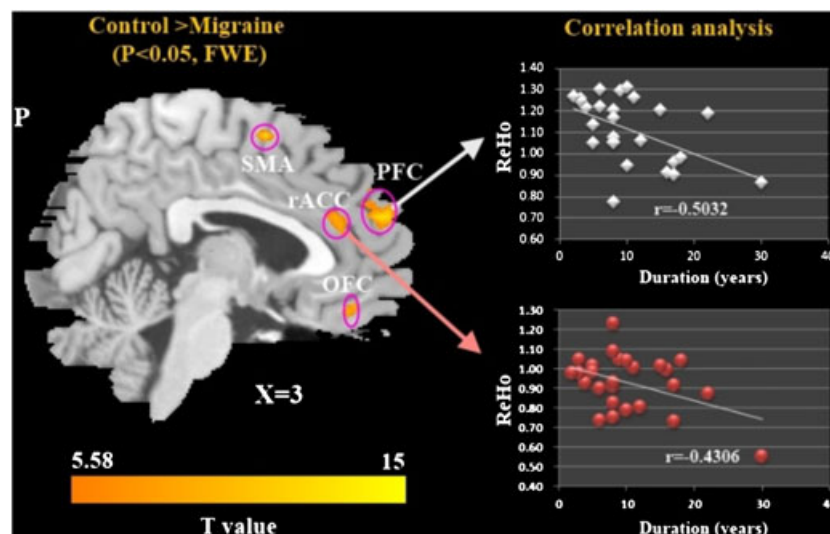 Control >Migraine
(P<0.05, FWE)
P
SMA
PFC
rACC
OFC
X=3
5.58 15
T value
Correlation analysis
ReHo
1.40
1.30
1.20
1.10
1.00
0.90
0.80
0.70
0.60
r=-0.5032
0 10 20 30 40
Duration (years)
ReHo
1.30
1.20
1.10
1.00
0.90
0.80
0.70
0.60
0.50
0.40
r=-0.4306
0 10 20 30 40
Duration (years)